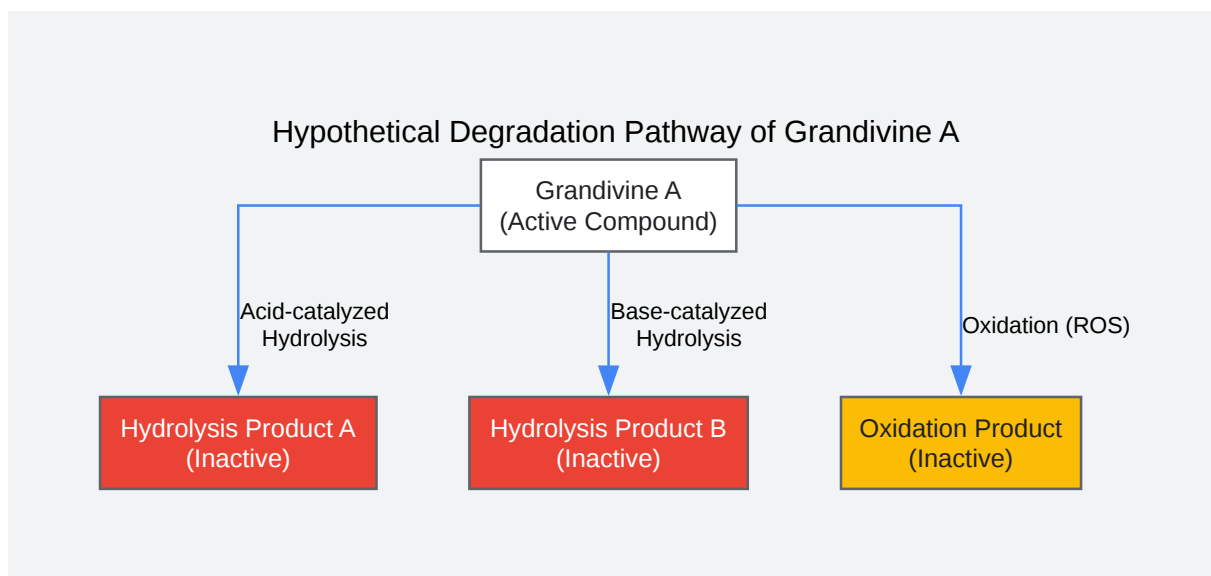 Hypothetical Degradation Pathway of Grandivine A
Grandivine A
(Active Compound)
Acid-catalyzed
Hydrolysis
Base-catalyzed
Hydrolysis
Oxidation (ROS)
Hydrolysis Product A
(Inactive)
Hydrolysis Product B
(Inactive)
Oxidation Product
(Inactive)